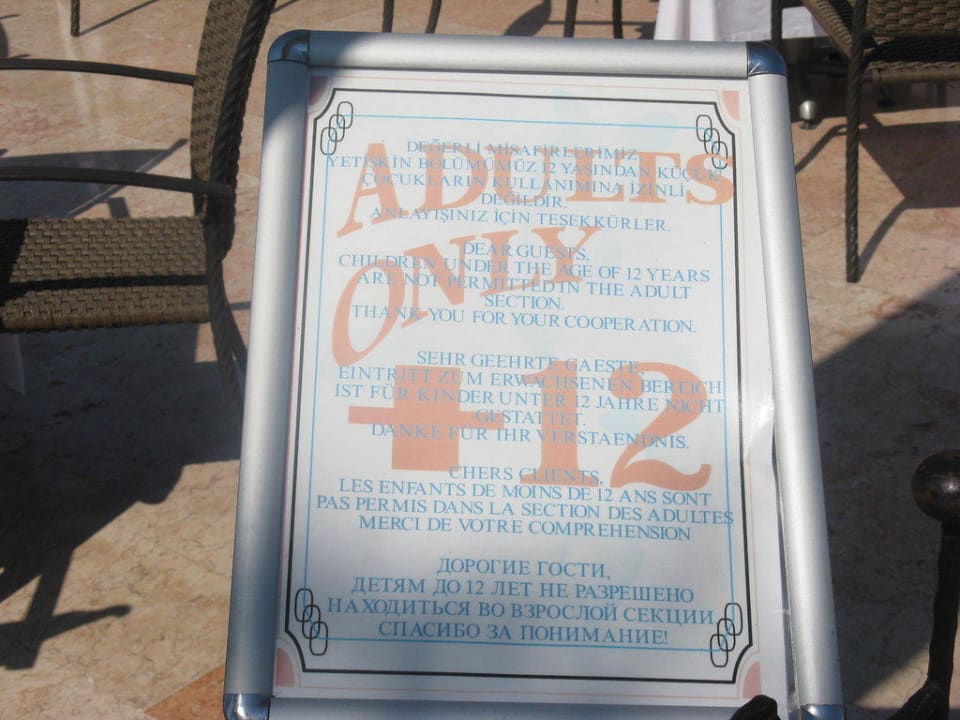 ADULTS
ONLY
+12
DEĞERLİ MİSAFİRLERİMİZ
YETİŞKİN BOLÜMÜMÜZ 12 YASINDAN KUÇUK
ÇOCUKLARIN KULLANIMINA İZİNLİ
DEĞİLDİR.
ANLAYIŞINIZ İÇİN TEŞEKKÜRLER.
DEAR GUESTS,
CHILDREN UNDER THE AGE OF 12 YEARS
ARE NOT PERMITTED IN THE ADULT
SECTION.
THANK YOU FOR YOUR COOPERATION.
SEHR GEEHRTE GAESTE,
EINTRITT ZUM ERWACHSENEN BEREICH
IST FÜR KINDER UNTER 12 JAHRE NICHT
GESTATTET.
DANKE FÜR IHR VERSTAENDNIS.
CHERS CLIENTS,
LES ENFANTS DE MOINS DE 12 ANS SONT
PAS PERMIS DANS LA SECTION DES ADULTES
MERCI DE VOTRE COMPREHENSION
ДОРОГИЕ ГОСТИ,
ДЕТЯМ ДО 12 ЛЕТ НЕ РАЗРЕШЕНО
НАХОДИТЬСЯ ВО ВЗРОСЛОЙ СЕКЦИИ
СПАСИБО ЗА ПОНИМАНИЕ!